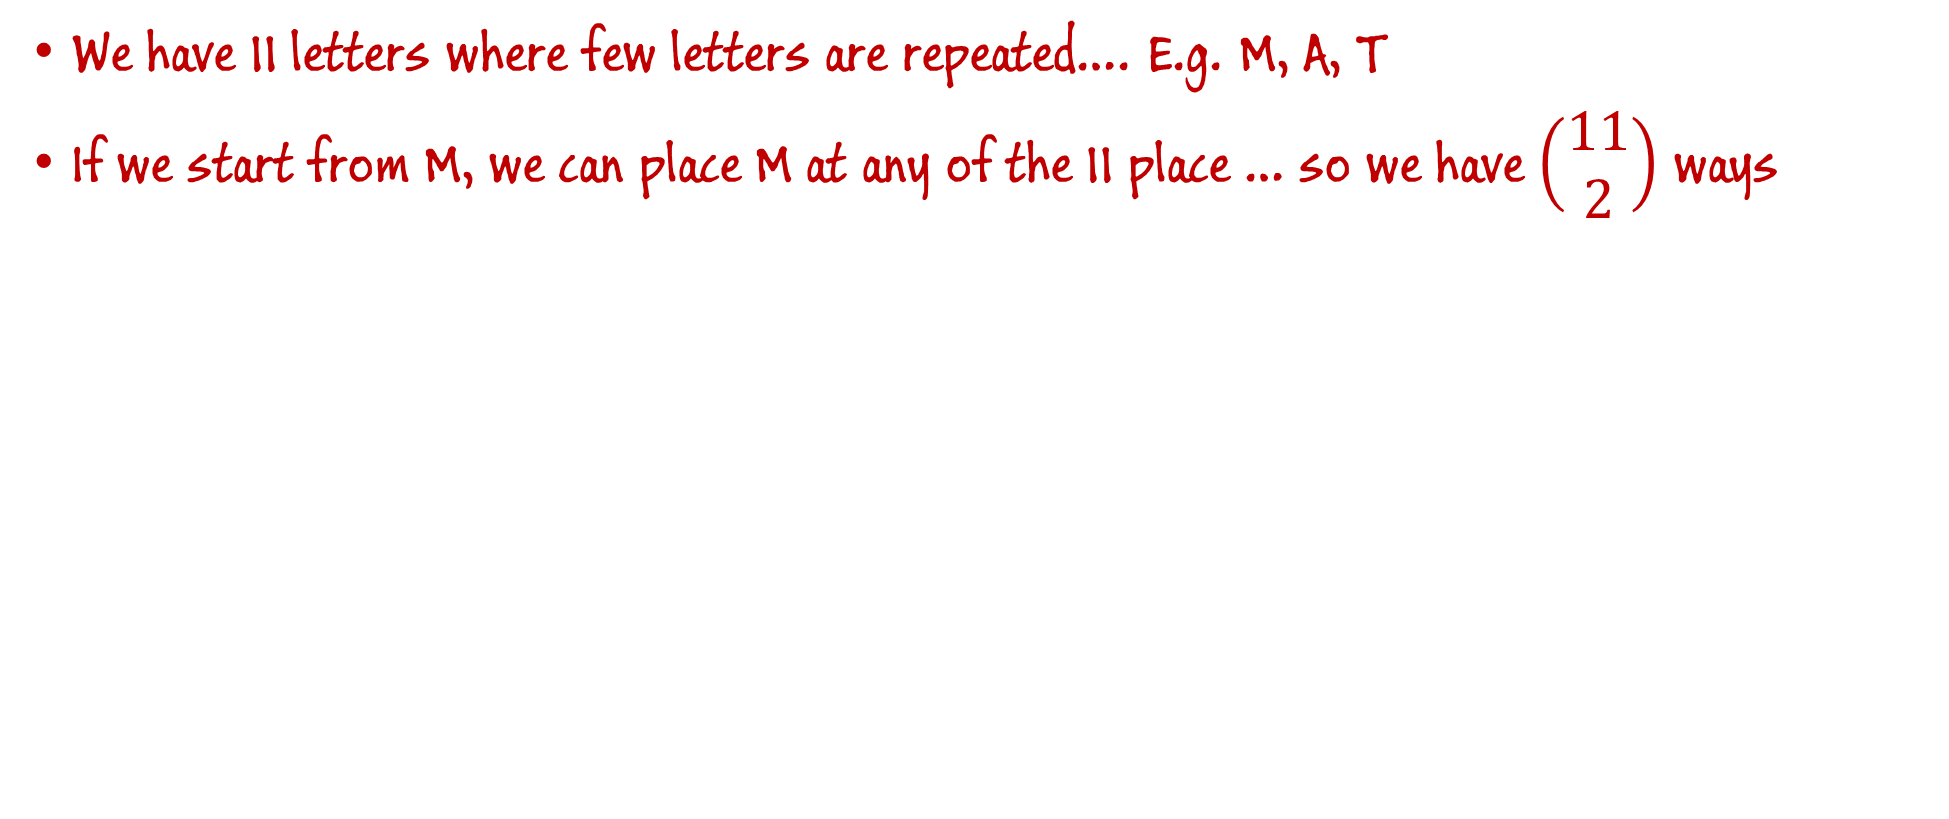 • We have 11 letters where few letters are repeated.... E.g. M, A, T
• If we start from M, we can place M at any of the 11 place ... so we have (11 2) ways